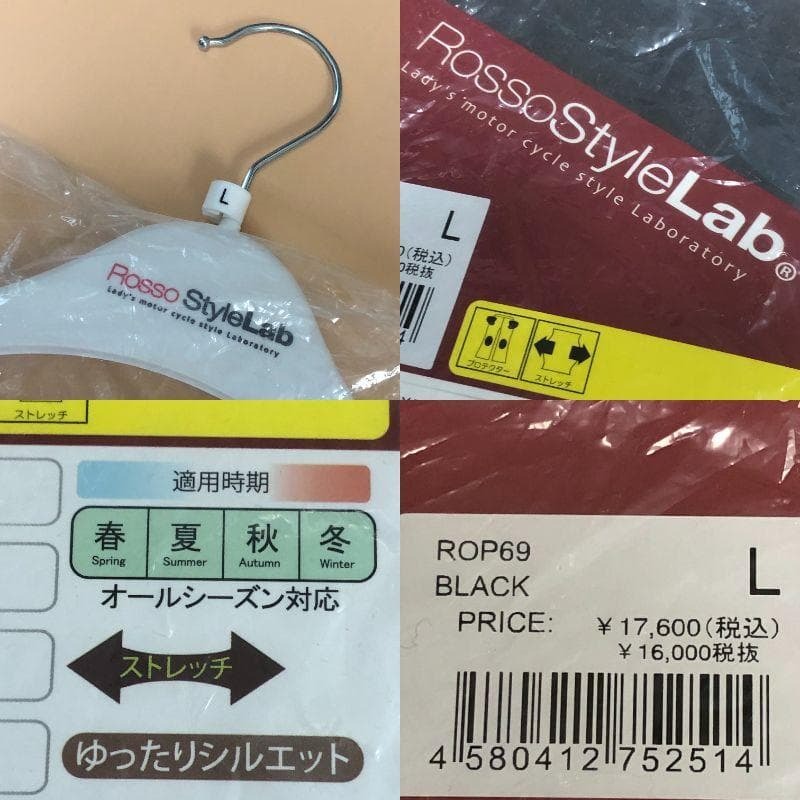 L
Rosso StyleLab
Lady's motor cycle style Laboratory
RossoStyleLab®
Lady's motor cycle style Laboratory
L
(税込)
税抜
4
プロテクター
ストレッチ
ストレッチ
適用時期
春 夏 秋 冬
Spring Summer Autumn Winter
オールシーズン対応
ストレッチ
ゆったりシルエット
ROP69
L
BLACK
PRICE: ¥17,600(税込)
¥16,000税抜
4 580412 752514